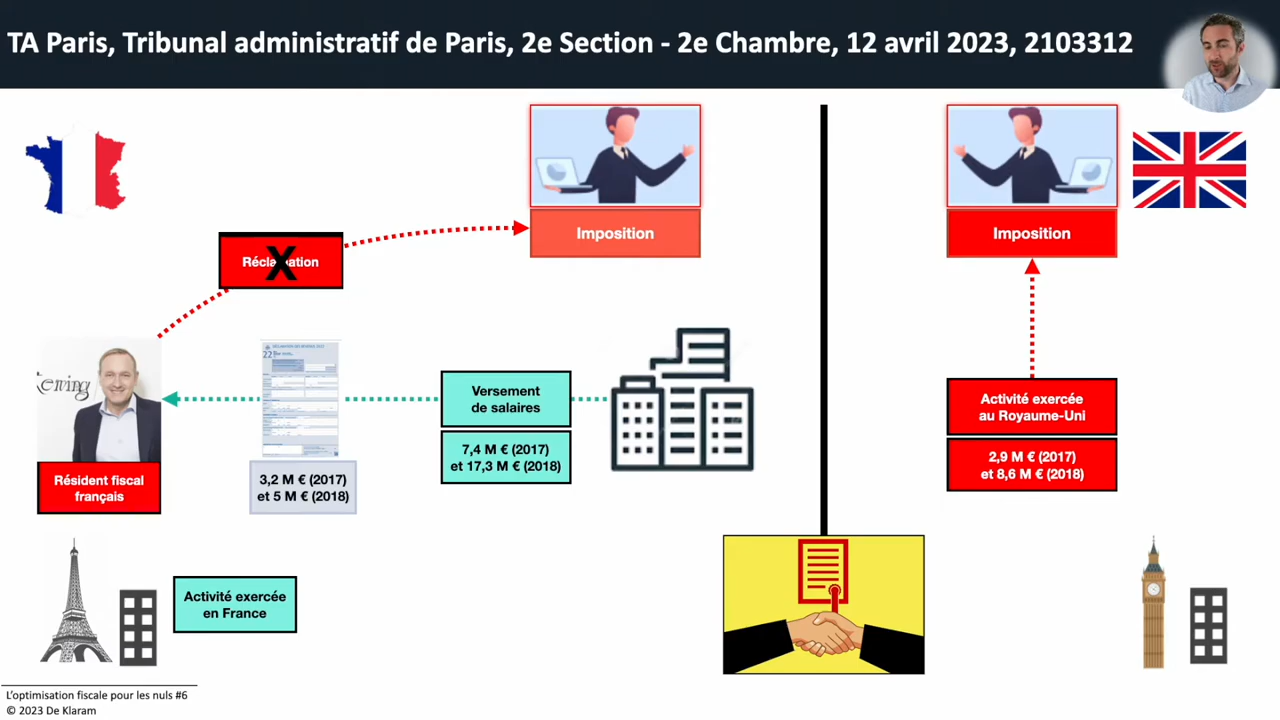 TA Paris, Tribunal administratif de Paris, 2e Section - 2e Chambre, 12 avril 2023, 2103312
Imposition
Imposition
Réclamation
X
Kering
Versement
de salaires
7,4 M € (2017)
et 17,3 M € (2018)
Activité exercée
au Royaume-Uni
2,9 M € (2017)
et 8,6 M € (2018)
Résident fiscal
français
3,2 M € (2017)
et 5 M € (2018)
Activité exercée
en France
L'optimisation fiscale pour les nuls #6
© 2023 De Klaram